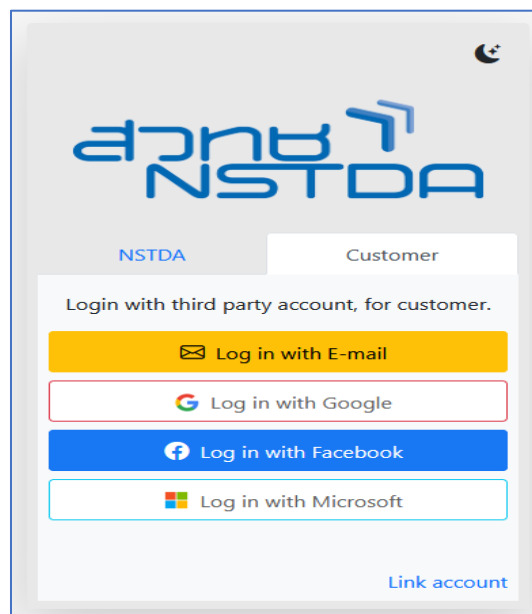 สวทช
NSTDA
NSTDA
Customer
Login with third party account, for customer.
Log in with E-mail
Log in with Google
Log in with Facebook
Log in with Microsoft
Link account